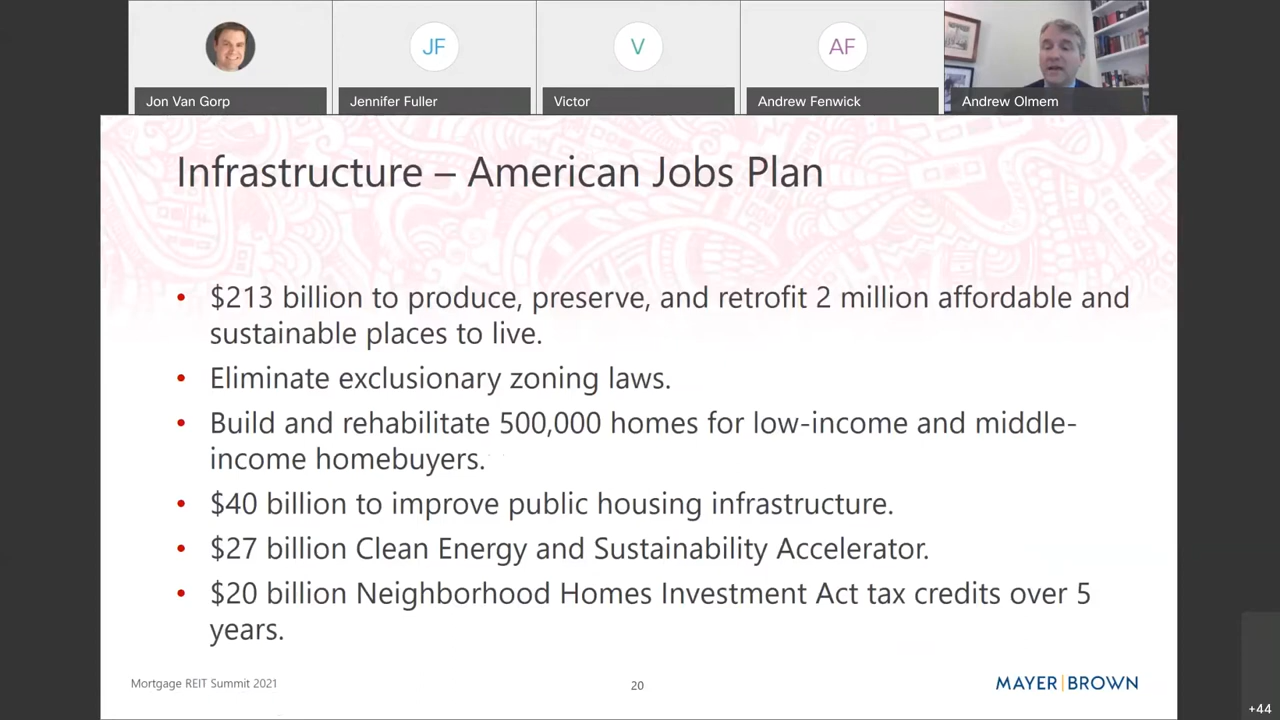 JF
V
AF
Jon Van Gorp
Jennifer Fuller
Victor
Andrew Fenwick
Andrew Olmem
Infrastructure – American Jobs Plan
• $213 billion to produce, preserve, and retrofit 2 million affordable and
sustainable places to live.
• Eliminate exclusionary zoning laws.
• Build and rehabilitate 500,000 homes for low-income and middle-
income homebuyers.
• $40 billion to improve public housing infrastructure.
• $27 billion Clean Energy and Sustainability Accelerator.
• $20 billion Neighborhood Homes Investment Act tax credits over 5
years.
Mortgage REIT Summit 2021
20
MAYER|BROWN
+44